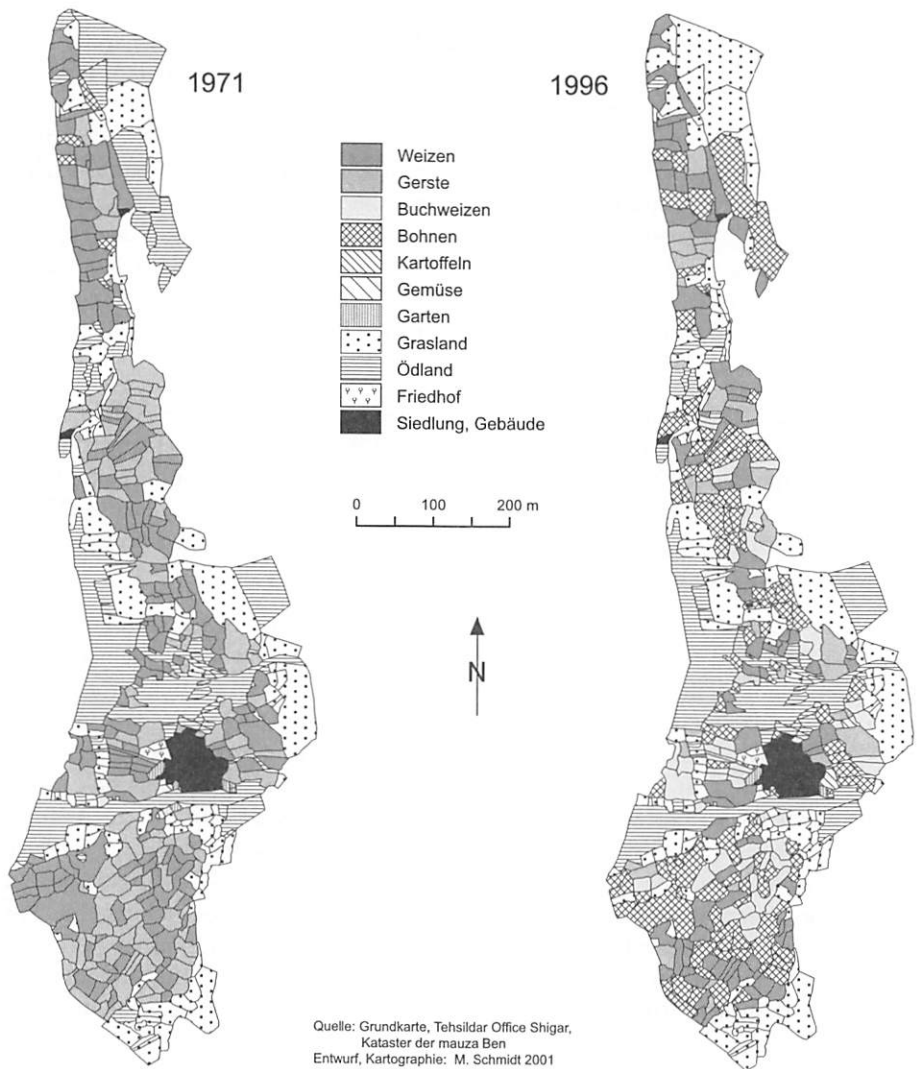 1971
1996
Weizen
Gerste
Buchweizen
Bohnen
Kartoffeln
Gemüse
Garten
Grasland
Ödland
Friedhof
Siedlung, Gebäude
0 100 200 m
N
Quelle: Grundkarte, Tehsildar Office Shigar,
Kataster der mauza Ben
Entwurf, Kartographie: M. Schmidt 2001